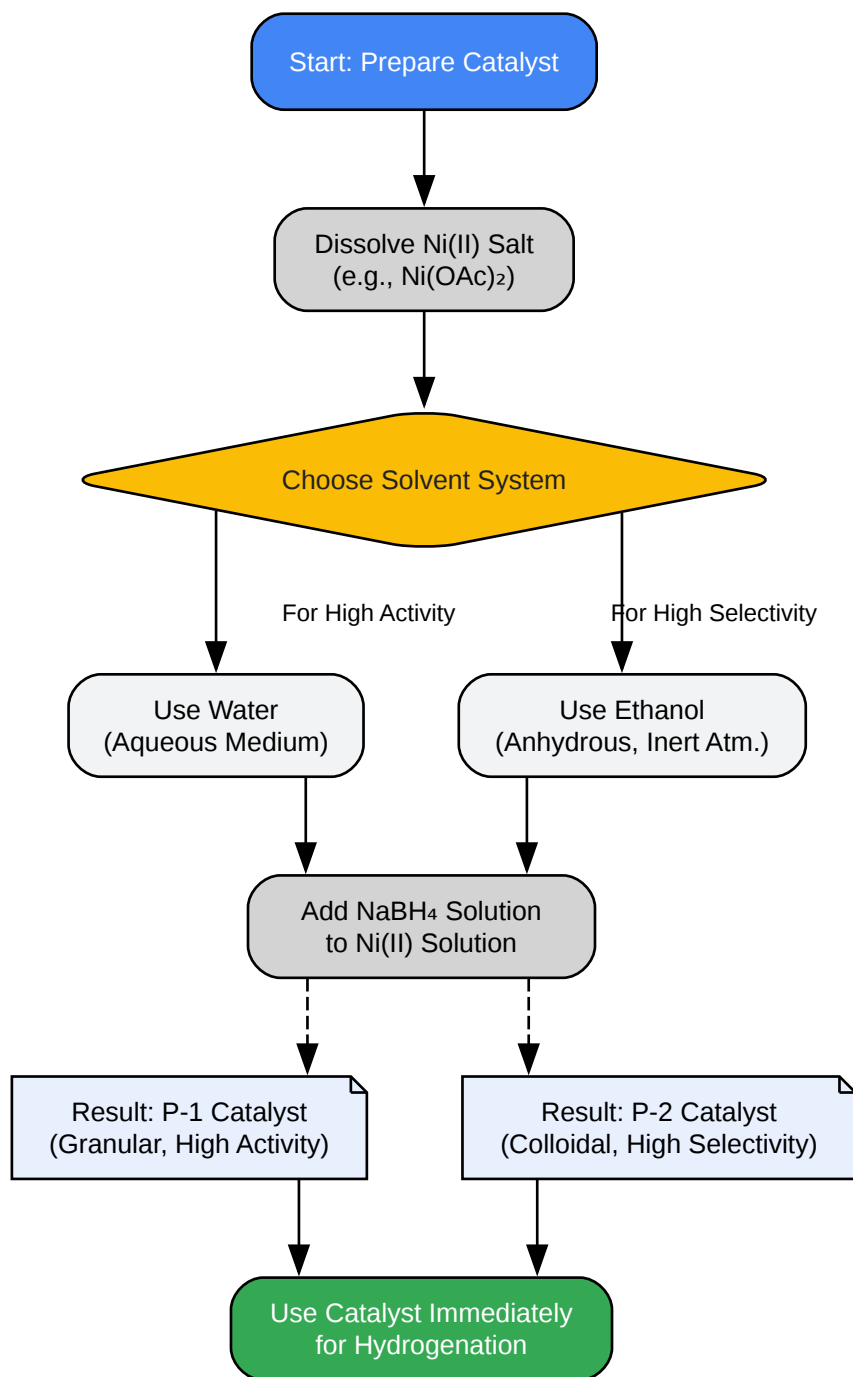 Start: Prepare Catalyst
Dissolve Ni(II) Salt
(e.g., Ni(OAc)₂)
Choose Solvent System
For High Activity
For High Selectivity
Use Water
(Aqueous Medium)
Use Ethanol
(Anhydrous, Inert Atm.)
Add NaBH₄ Solution
to Ni(II) Solution
Result: P-1 Catalyst
(Granular, High Activity)
Result: P-2 Catalyst
(Colloidal, High Selectivity)
Use Catalyst Immediately
for Hydrogenation